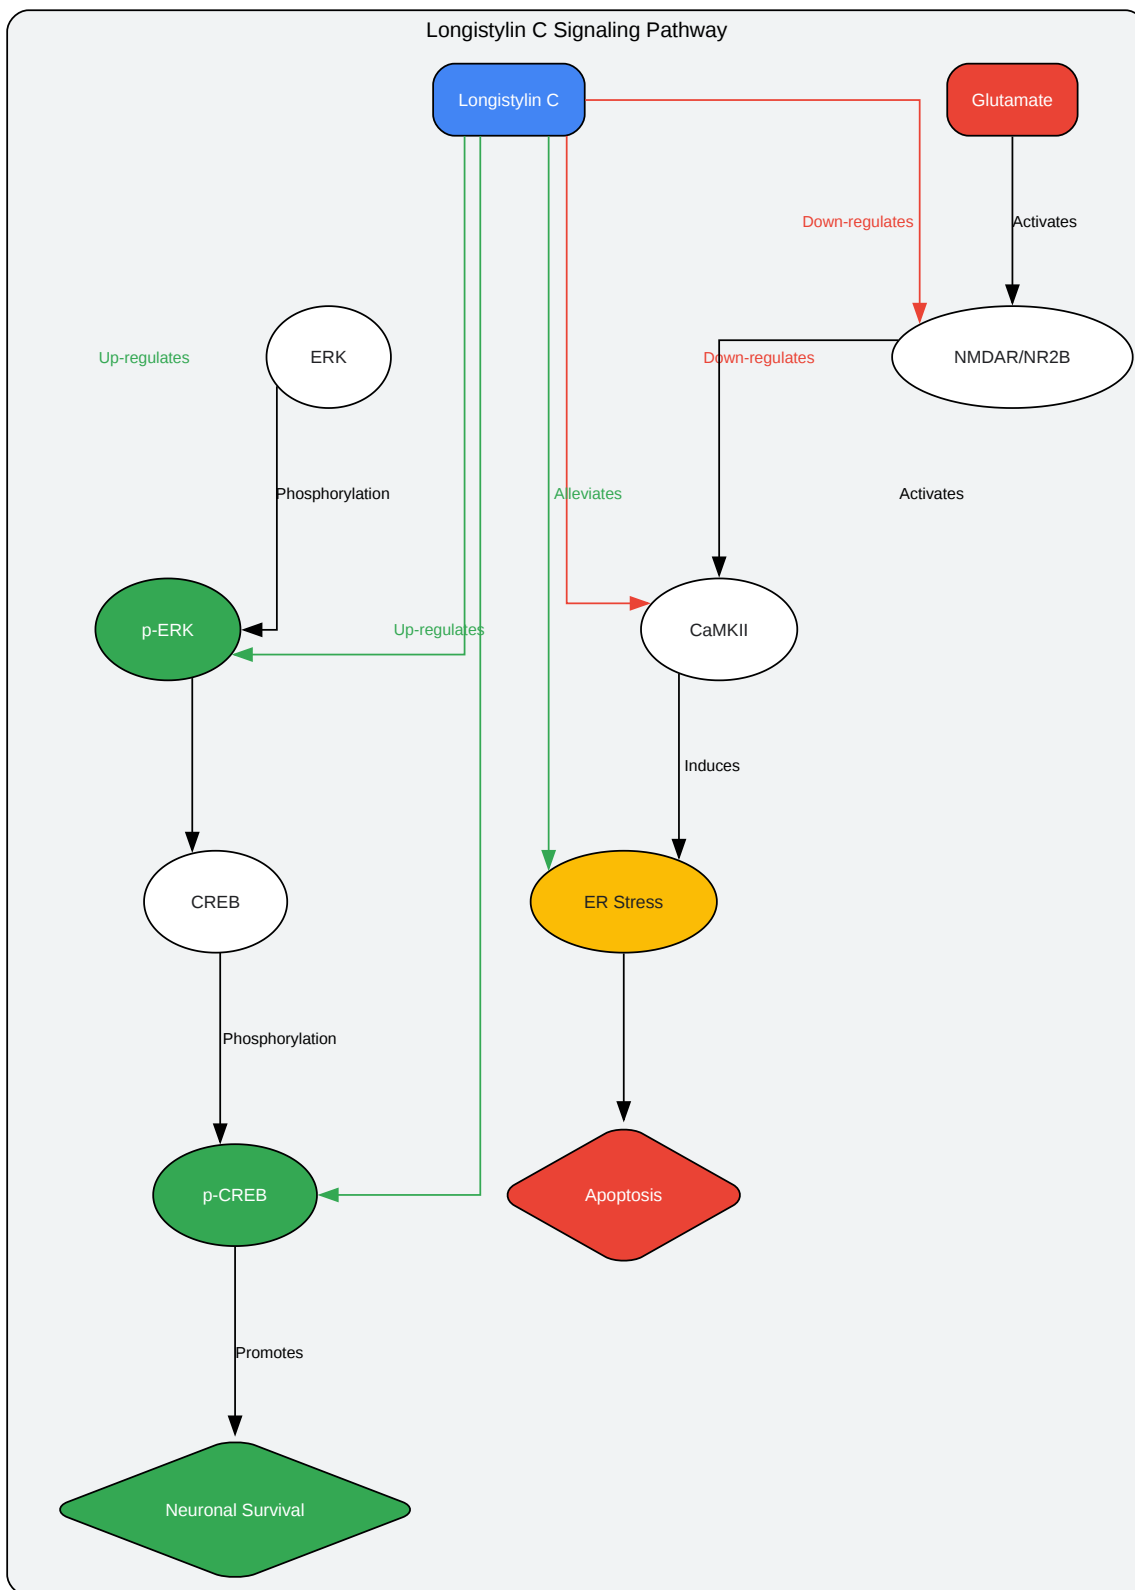 Longistylin C Signaling Pathway
Longistylin C
Glutamate
Down-regulates
Activates
Up-regulates
ERK
Down-regulates
NMDAR/NR2B
Phosphorylation
Alleviates
Activates
p-ERK
Up-regulates
CaMKII
Induces
CREB
ER Stress
Phosphorylation
p-CREB
Apoptosis
Promotes
Neuronal Survival